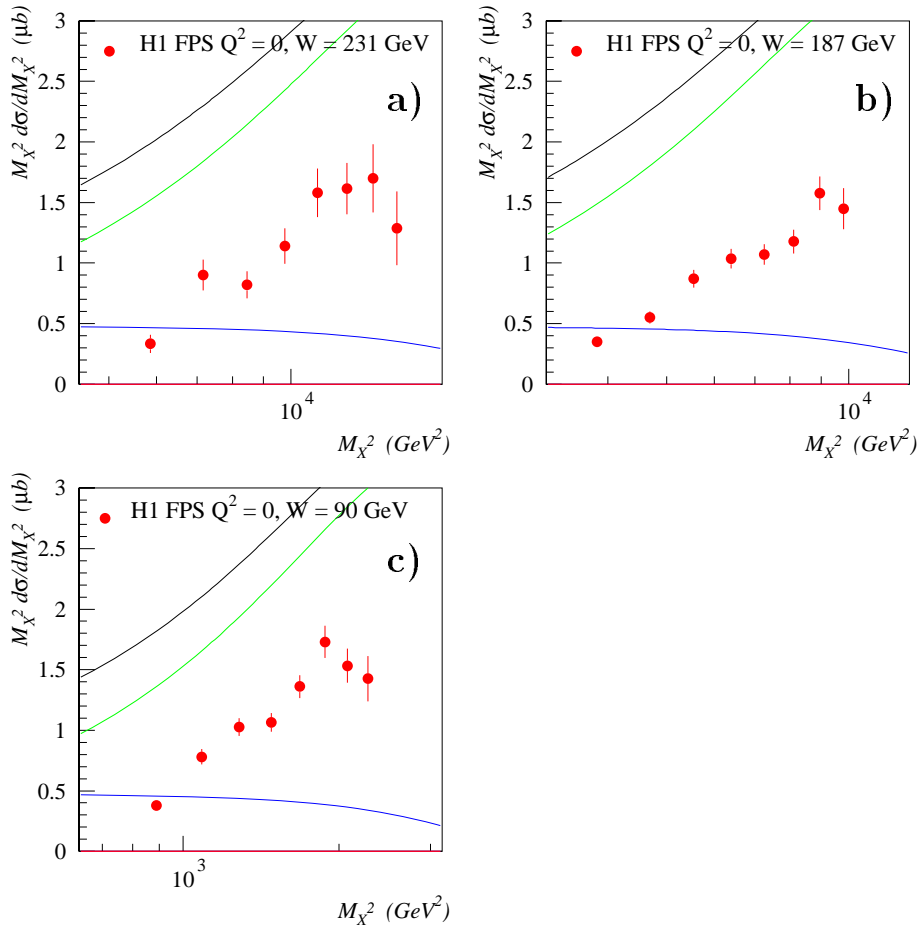 M_X² dσ/dM_X² (μb)
3
2.5
2
1.5
1
0.5
0
H1 FPS Q² = 0, W = 231 GeV
a)
10⁴
M_X² (GeV²)
M_X² dσ/dM_X² (μb)
3
2.5
2
1.5
1
0.5
0
H1 FPS Q² = 0, W = 187 GeV
b)
10⁴
M_X² (GeV²)
M_X² dσ/dM_X² (μb)
3
2.5
2
1.5
1
0.5
0
H1 FPS Q² = 0, W = 90 GeV
c)
10³
M_X² (GeV²)